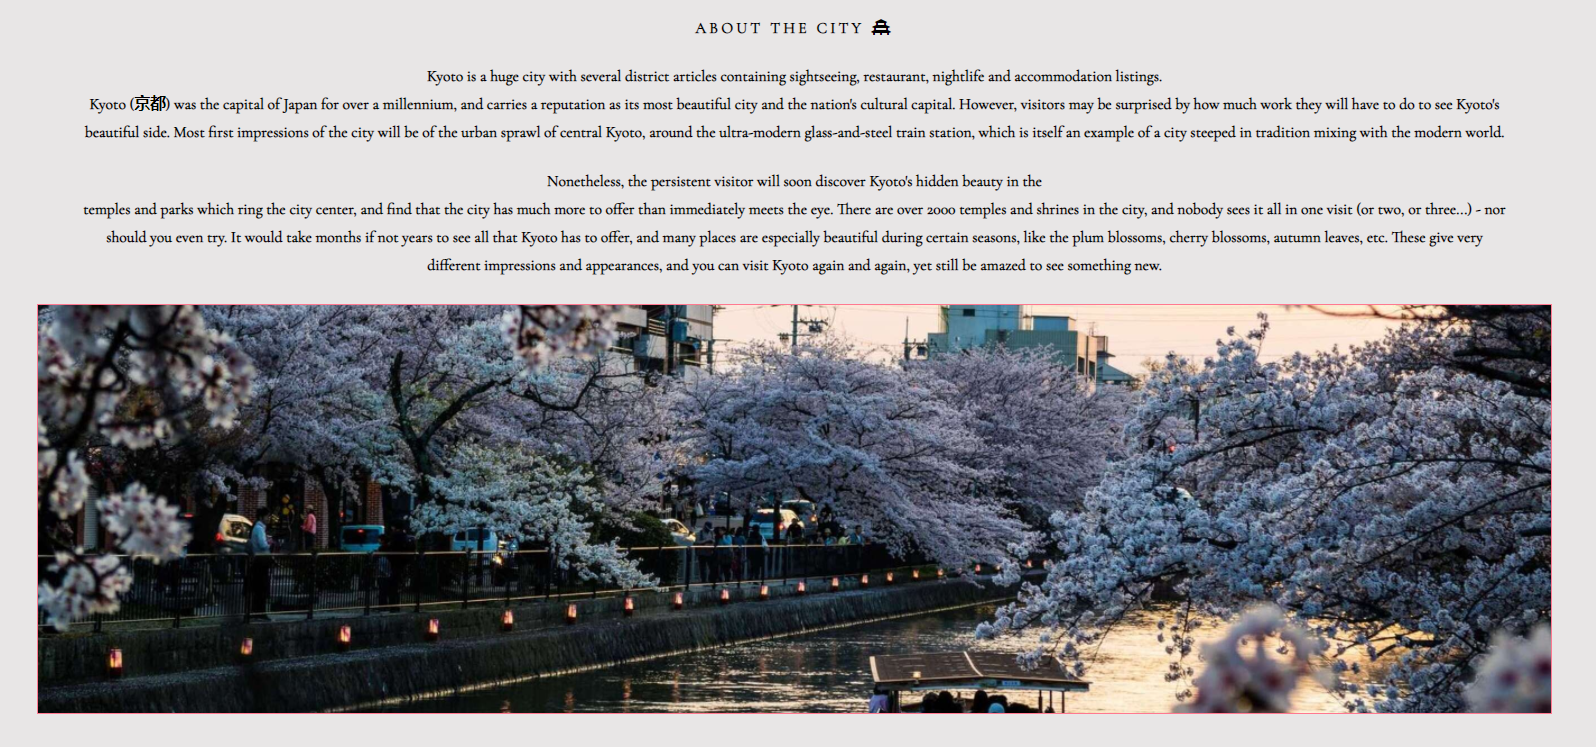 ABOUT THE CITY
Kyoto is a huge city with several district articles containing sightseeing, restaurant, nightlife and accommodation listings.
Kyoto (京都) was the capital of Japan for over a millennium, and carries a reputation as its most beautiful city and the nation's cultural capital. However, visitors may be surprised by how much work they will have to do to see Kyoto's
beautiful side. Most first impressions of the city will be of the urban sprawl of central Kyoto, around the ultra-modern glass-and-steel train station, which is itself an example of a city steeped in tradition mixing with the modern world.
Nonetheless, the persistent visitor will soon discover Kyoto's hidden beauty in the
temples and parks which ring the city center, and find that the city has much more to offer than immediately meets the eye. There are over 2000 temples and shrines in the city, and nobody sees it all in one visit (or two, or three...) - nor
should you even try. It would take months if not years to see all that Kyoto has to offer, and many places are especially beautiful during certain seasons, like the plum blossoms, cherry blossoms, autumn leaves, etc. These give very
different impressions and appearances, and you can visit Kyoto again and again, yet still be amazed to see something new.